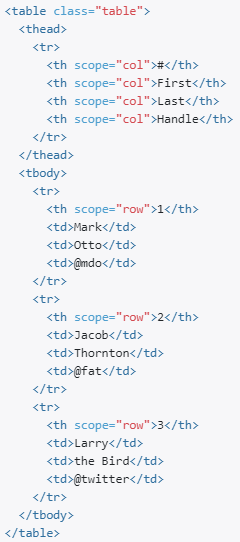 <table class="table">
  <thead>
    <tr>
      <th scope="col">#</th>
      <th scope="col">First</th>
      <th scope="col">Last</th>
      <th scope="col">Handle</th>
    </tr>
  </thead>
  <tbody>
    <tr>
      <th scope="row">1</th>
      <td>Mark</td>
      <td>Otto</td>
      <td>@mdo</td>
    </tr>
    <tr>
      <th scope="row">2</th>
      <td>Jacob</td>
      <td>Thornton</td>
      <td>@fat</td>
    </tr>
    <tr>
      <th scope="row">3</th>
      <td>Larry</td>
      <td>the Bird</td>
      <td>@twitter</td>
    </tr>
  </tbody>
</table>